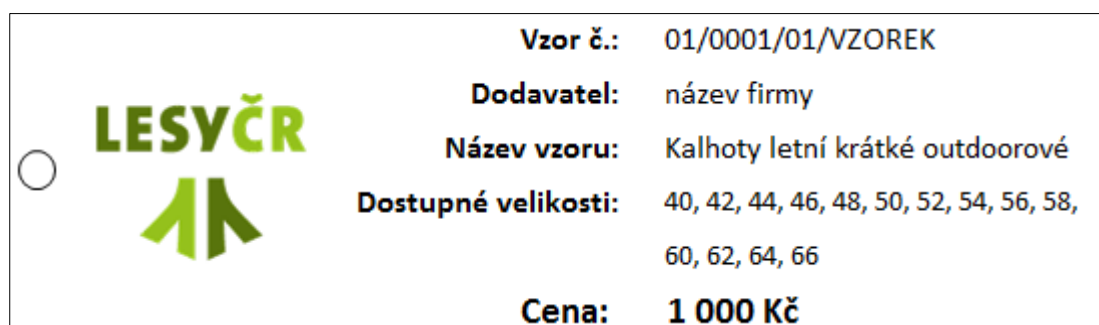 Vzor č.: 01/0001/01/VZOREK
Dodavatel: název firmy
LESYČR
Název vzoru: Kalhoty letní krátké outdoorové
Dostupné velikosti: 40, 42, 44, 46, 48, 50, 52, 54, 56, 58,
60, 62, 64, 66
Cena: 1 000 Kč